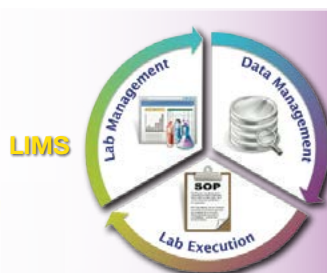 LIMS
Lab Management
Data Management
SOP
Lab Execution